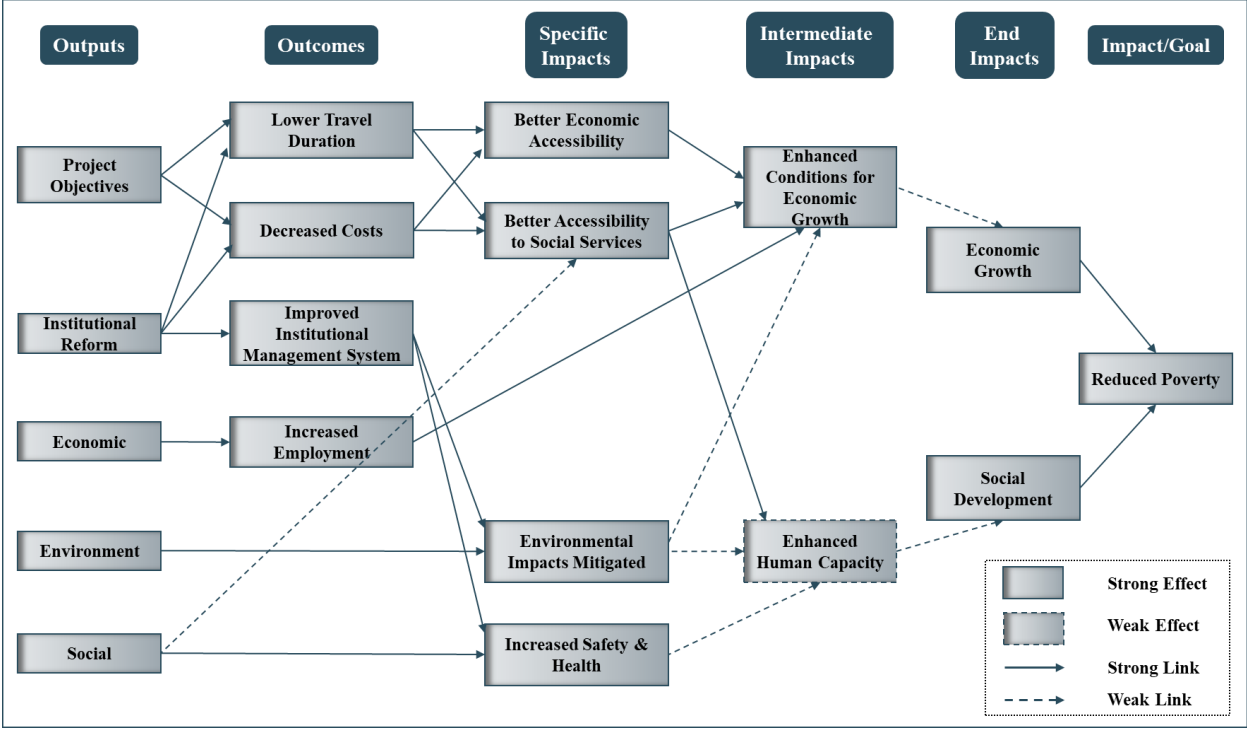 Outputs
Outcomes
Specific
Impacts
Intermediate
Impacts
End
Impacts
Impact/Goal
Project
Objectives
Institutional
Reform
Economic
Environment
Social
Lower Travel
Duration
Decreased Costs
Improved
Institutional
Management System
Increased
Employment
Better Economic
Accessibility
Better Accessibility
to Social Services
Environmental
Impacts Mitigated
Increased Safety &
Health
Enhanced
Conditions for
Economic
Growth
Enhanced
Human Capacity
Economic
Growth
Social
Development
Reduced Poverty
Strong Effect
Weak Effect
Strong Link
Weak Link